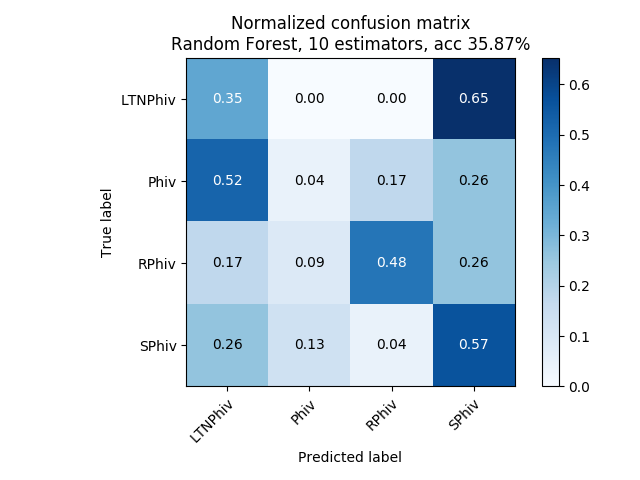 Normalized confusion matrix
Random Forest, 10 estimators, acc 35.87%
LTNPhiv 0.35 0.00 0.00 0.65
Phiv 0.52 0.04 0.17 0.26
RPhiv 0.17 0.09 0.48 0.26
SPhiv 0.26 0.13 0.04 0.57
True label
LTNPhiv Phiv RPhiv SPhiv
Predicted label
0.6
0.5
0.4
0.3
0.2
0.1
0.0